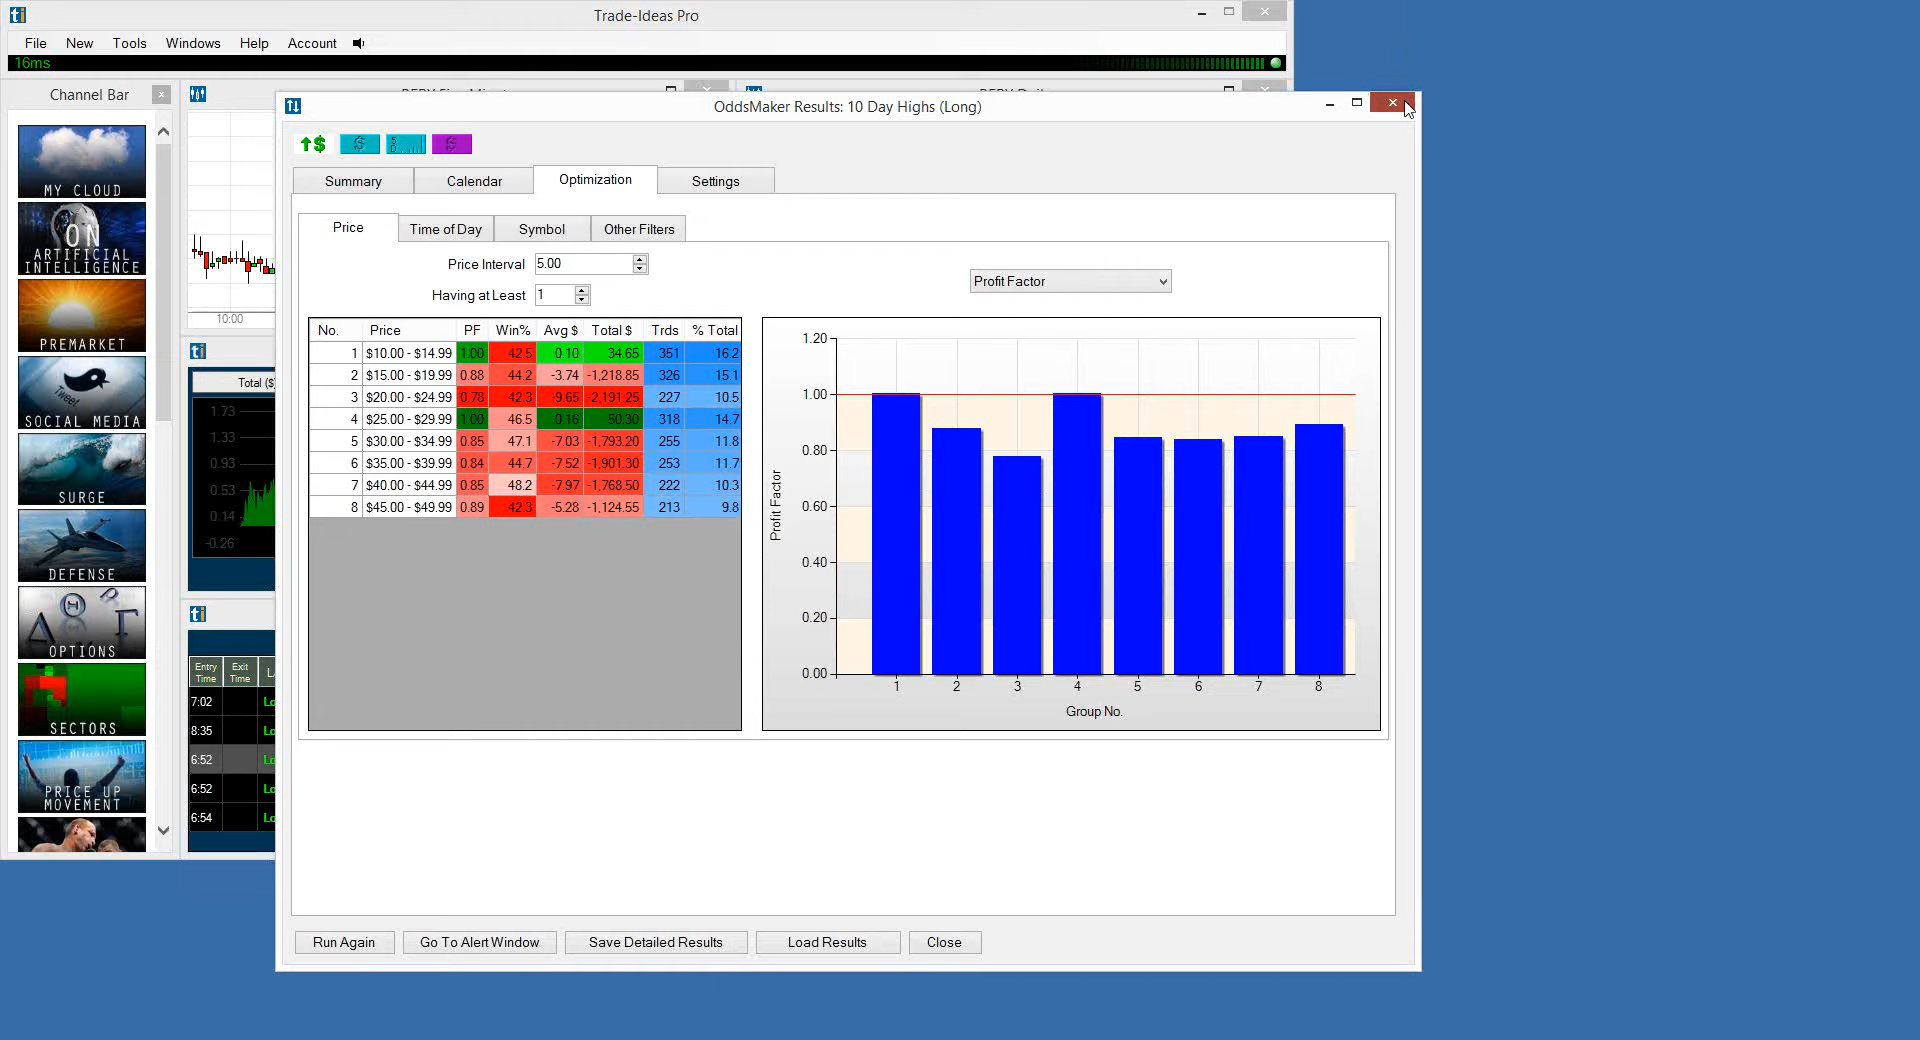 Trade-Ideas Pro
File New Tools Windows Help Account
16ms
Channel Bar
OddsMaker Results: 10 Day Highs (Long)
MY CLOUD
ON
ARTIFICIAL
INTELLIGENCE
PREMARKET
Tweet
SOCIAL MEDIA
SURGE
DEFENSE
OPTIONS
SECTORS
PRICE UP
MOVEMENT
10:00
Total ($
1.73
1.33
0.93
0.53
0.14
-0.26
Entry Time Exit Time
7:02 Lo
8:35 Lo
6:52 Lo
6:52 Lo
6:54 Lo
Summary Calendar Optimization Settings
Price Time of Day Symbol Other Filters
Price Interval 5.00
Having at Least 1
Profit Factor
No. Price PF Win% Avg $ Total $ Trds % Total
1 $10.00 - $14.99 1.00 42.5 0.10 34.65 351 16.2
2 $15.00 - $19.99 0.88 44.2 -3.74 -1,218.85 326 15.1
3 $20.00 - $24.99 0.78 42.3 -9.65 -2,191.25 227 10.5
4 $25.00 - $29.99 1.00 46.5 0.16 50.30 318 14.7
5 $30.00 - $34.99 0.85 47.1 -7.03 -1,793.20 255 11.8
6 $35.00 - $39.99 0.84 44.7 -7.52 -1,901.30 253 11.7
7 $40.00 - $44.99 0.85 48.2 -7.97 -1,768.50 222 10.3
8 $45.00 - $49.99 0.89 42.3 -5.28 -1,124.55 213 9.8
1.20
1.00
0.80
0.60
0.40
0.20
0.00
Profit Factor
1 2 3 4 5 6 7 8
Group No.
Run Again Go To Alert Window Save Detailed Results Load Results Close